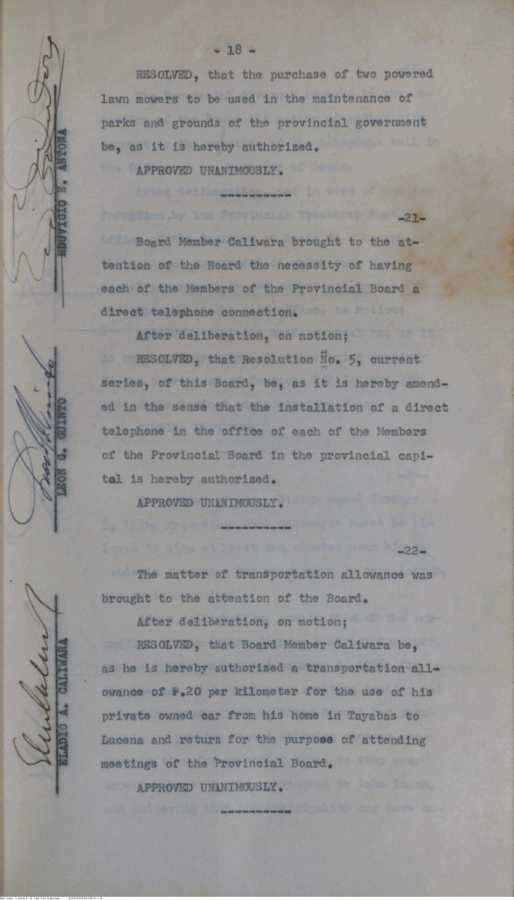 - 18 -
RESOLVED, that the purchase of two powered
lawn mowers to be used in the maintenance of
parks and grounds of the provincial government
be, as it is hereby authorized.
APPROVED UNANIMOUSLY.
-----------
-21-
Board Member Caliwara brought to the at-
tention of the Board the necessity of having
each of the Members of the Provincial Board a
direct telephone connection.
After deliberation, on motion;
RESOLVED, that Resolution No. 5, current
series, of this Board, be, as it is hereby amend-
ed in the sense that the installation of a direct
telephone in the office of each of the Members
of the Provincial Board in the provincial capi-
tal is hereby authorized.
APPROVED UNANIMOUSLY.
-----------
-22-
The matter of transportation allowance was
brought to the attention of the Board.
After deliberation, on motion;
RESOLVED, that Board Member Caliwara be,
as he is hereby authorized a transportation all-
owance of ₱.20 per kilometer for the use of his
private owned car from his home in Tayabas to
Lucena and return for the purpose of attending
meetings of the Provincial Board.
APPROVED UNANIMOUSLY.
-----------
EDUVIGIO E. ANTONA
LEON G. GUINTO
ELADIO A. CALIWARA